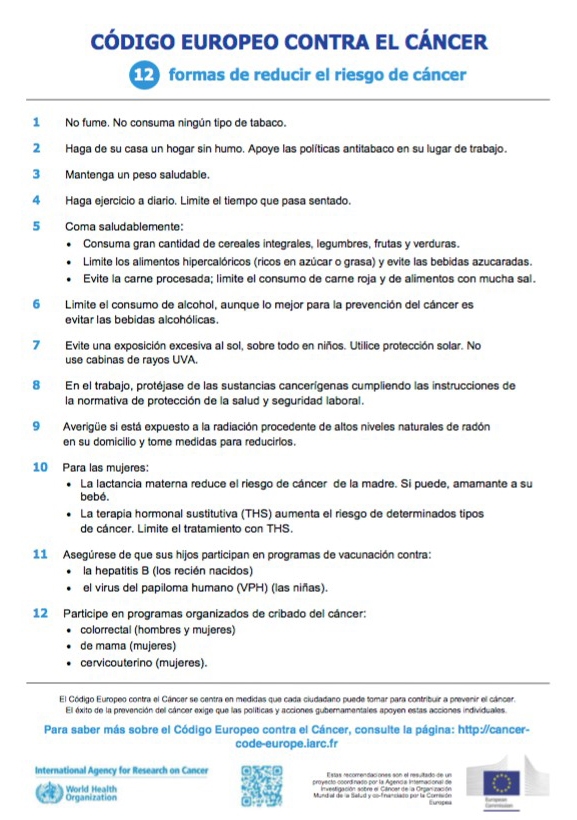 CÓDIGO EUROPEO CONTRA EL CÁNCER
12 formas de reducir el riesgo de cáncer
1 No fume. No consuma ningún tipo de tabaco.
2 Haga de su casa un hogar sin humo. Apoye las políticas antitabaco en su lugar de trabajo.
3 Mantenga un peso saludable.
4 Haga ejercicio a diario. Limite el tiempo que pasa sentado.
5 Coma saludablemente:
• Consuma gran cantidad de cereales integrales, legumbres, frutas y verduras.
• Limite los alimentos hipercalóricos (ricos en azúcar o grasa) y evite las bebidas azucaradas.
• Evite la carne procesada; limite el consumo de carne roja y de alimentos con mucha sal.
6 Limite el consumo de alcohol, aunque lo mejor para la prevención del cáncer es
evitar las bebidas alcohólicas.
7 Evite una exposición excesiva al sol, sobre todo en niños. Utilice protección solar. No
use cabinas de rayos UVA.
8 En el trabajo, protéjase de las sustancias cancerígenas cumpliendo las instrucciones de
la normativa de protección de la salud y seguridad laboral.
9 Averigüe si está expuesto a la radiación procedente de altos niveles naturales de radón
en su domicilio y tome medidas para reducirlos.
10 Para las mujeres:
• La lactancia materna reduce el riesgo de cáncer de la madre. Si puede, amamante a su
bebé.
• La terapia hormonal sustitutiva (THS) aumenta el riesgo de determinados tipos
de cáncer. Limite el tratamiento con THS.
11 Asegúrese de que sus hijos participan en programas de vacunación contra:
• la hepatitis B (los recién nacidos)
• el virus del papiloma humano (VPH) (las niñas).
12 Participe en programas organizados de cribado del cáncer:
• colorrectal (hombres y mujeres)
• de mama (mujeres)
• cervicouterino (mujeres).
El Código Europeo contra el Cáncer se centra en medidas que cada ciudadano puede tomar para contribuir a prevenir el cáncer.
El éxito de la prevención del cáncer exige que las políticas y acciones gubernamentales apoyen estas acciones individuales.
Para saber más sobre el Código Europeo contra el Cáncer, consulte la página: http://cancer-
code-europe.iarc.fr
International Agency for Research on Cancer
World Health
Organization
Estas recomendaciones son el resultado de un
proyecto coordinado por la Agencia Internacional de
Investigación sobre el Cáncer de la Organización
Mundial de la Salud y co-financiado por la Comisión
Europea
European
Commission